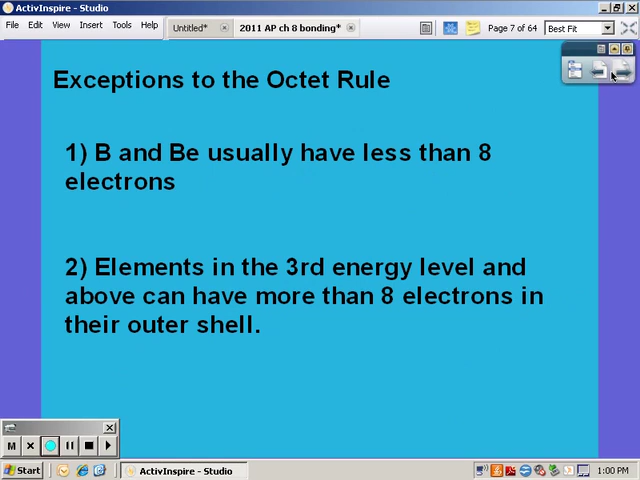 ActivInspire - Studio
File Edit View Insert Tools Help
Untitled*
2011 AP ch 8 bonding*
Page 7 of 64
Best Fit
Exceptions to the Octet Rule
1) B and Be usually have less than 8
electrons
2) Elements in the 3rd energy level and
above can have more than 8 electrons in
their outer shell.
M
Start
ActivInspire - Studio
1:00 PM